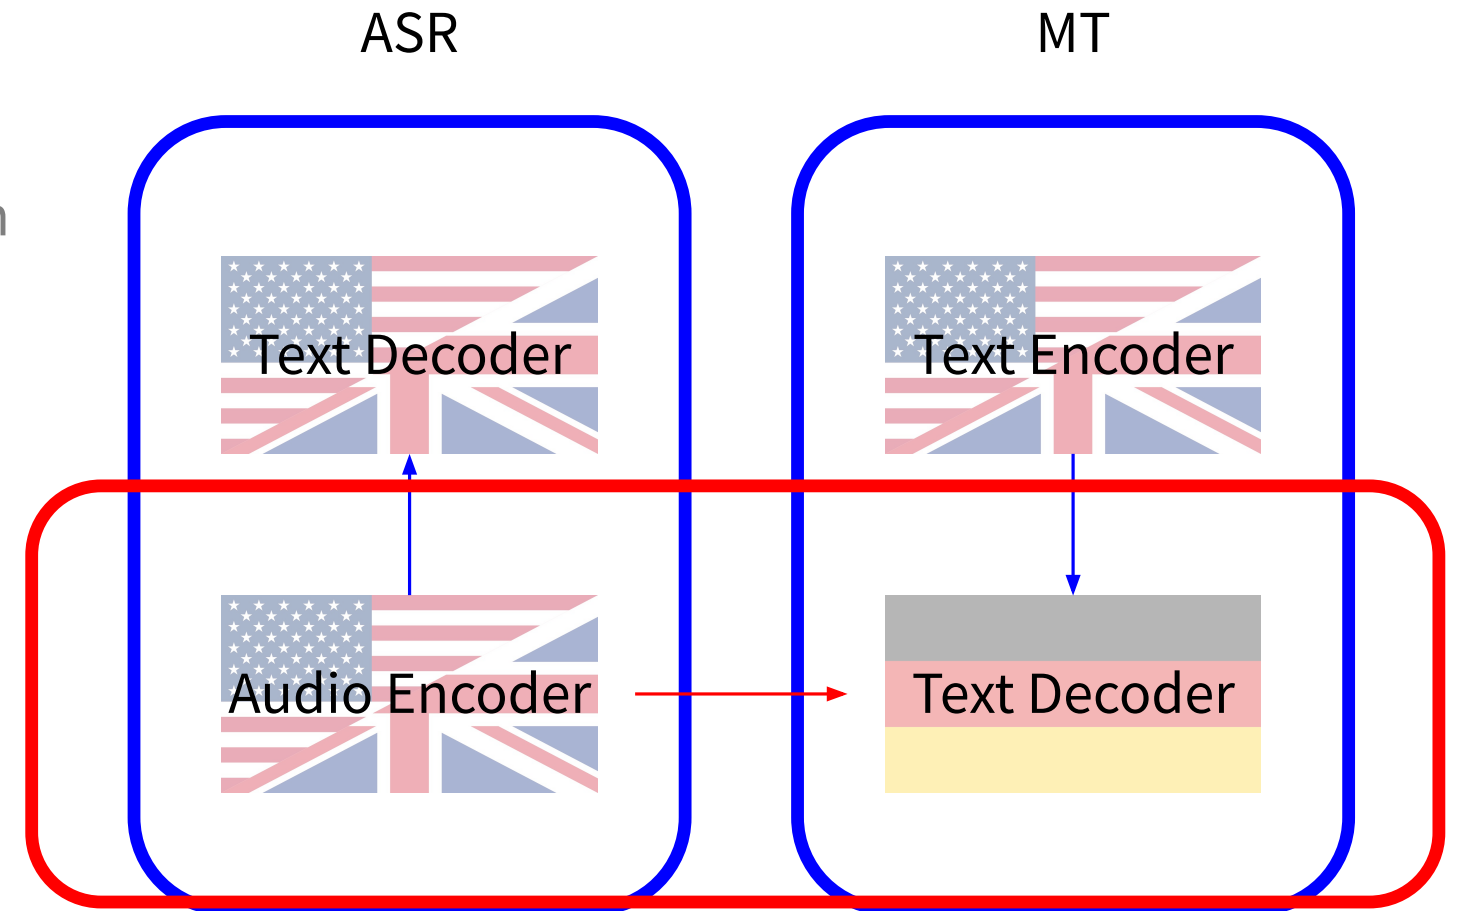 ASR
MT
Text Decoder
Text Encoder
Audio Encoder
Text Decoder